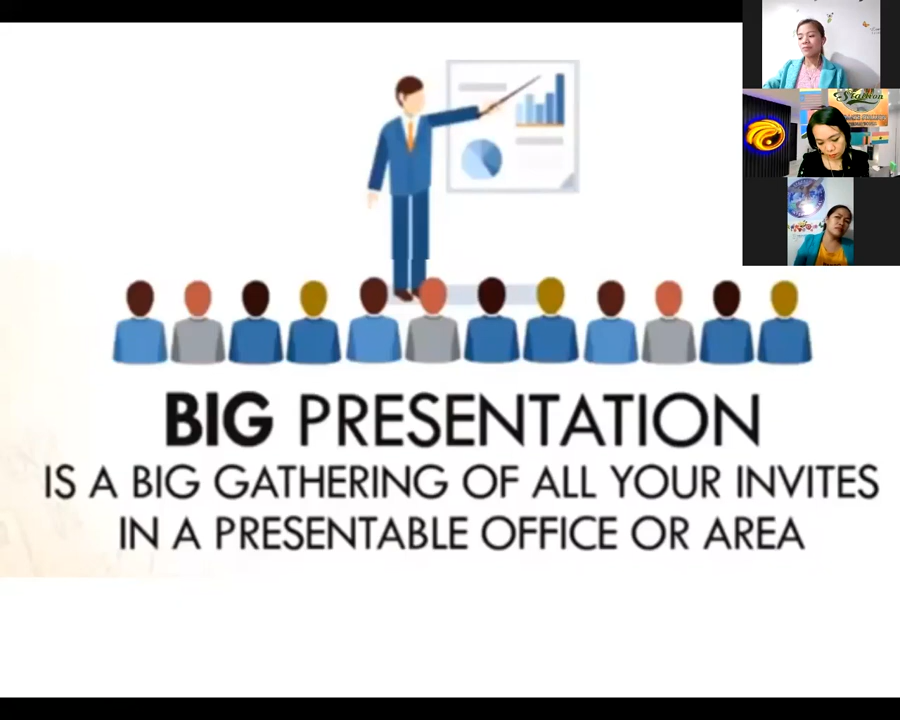 BIG PRESENTATION
IS A BIG GATHERING OF ALL YOUR INVITES
IN A PRESENTABLE OFFICE OR AREA